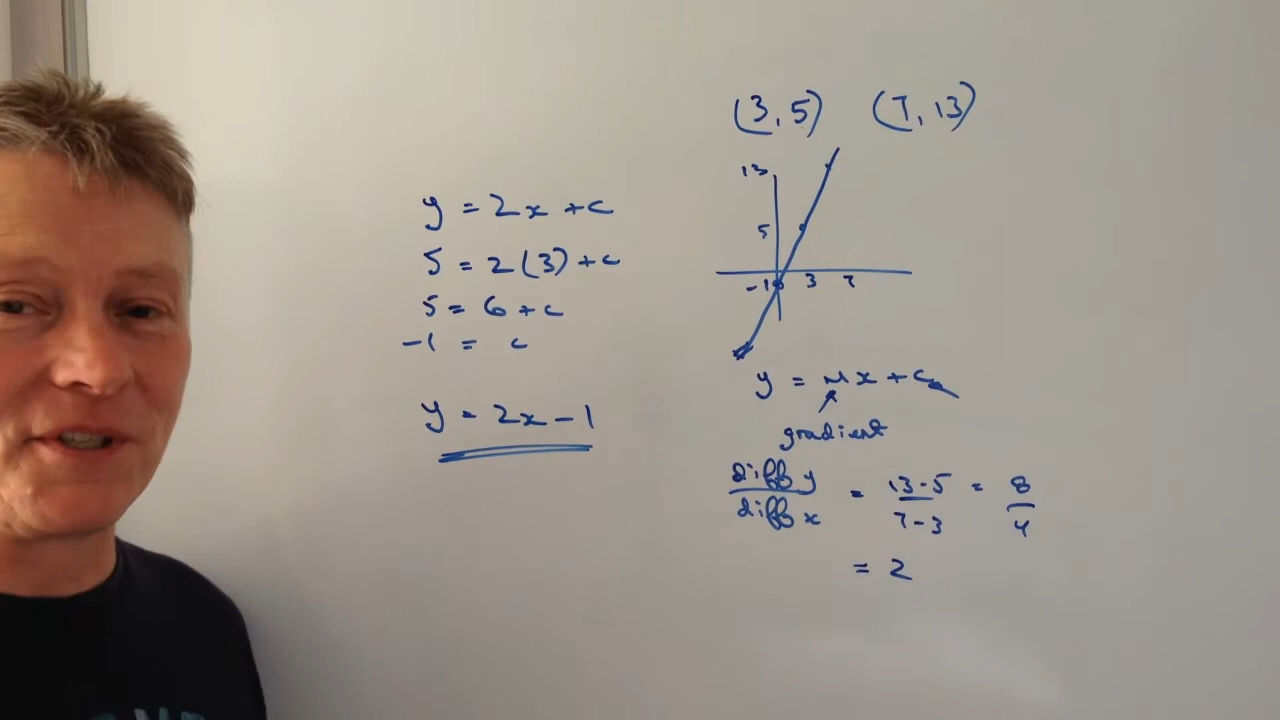 (3, 5) (7, 13)
13
5
-1 3 7
y = mx + c
gradient
diff y / diff x = 13-5 / 7-3 = 8/4
= 2
y = 2x + c
5 = 2(3) + c
5 = 6 + c
-1 = c
y = 2x - 1